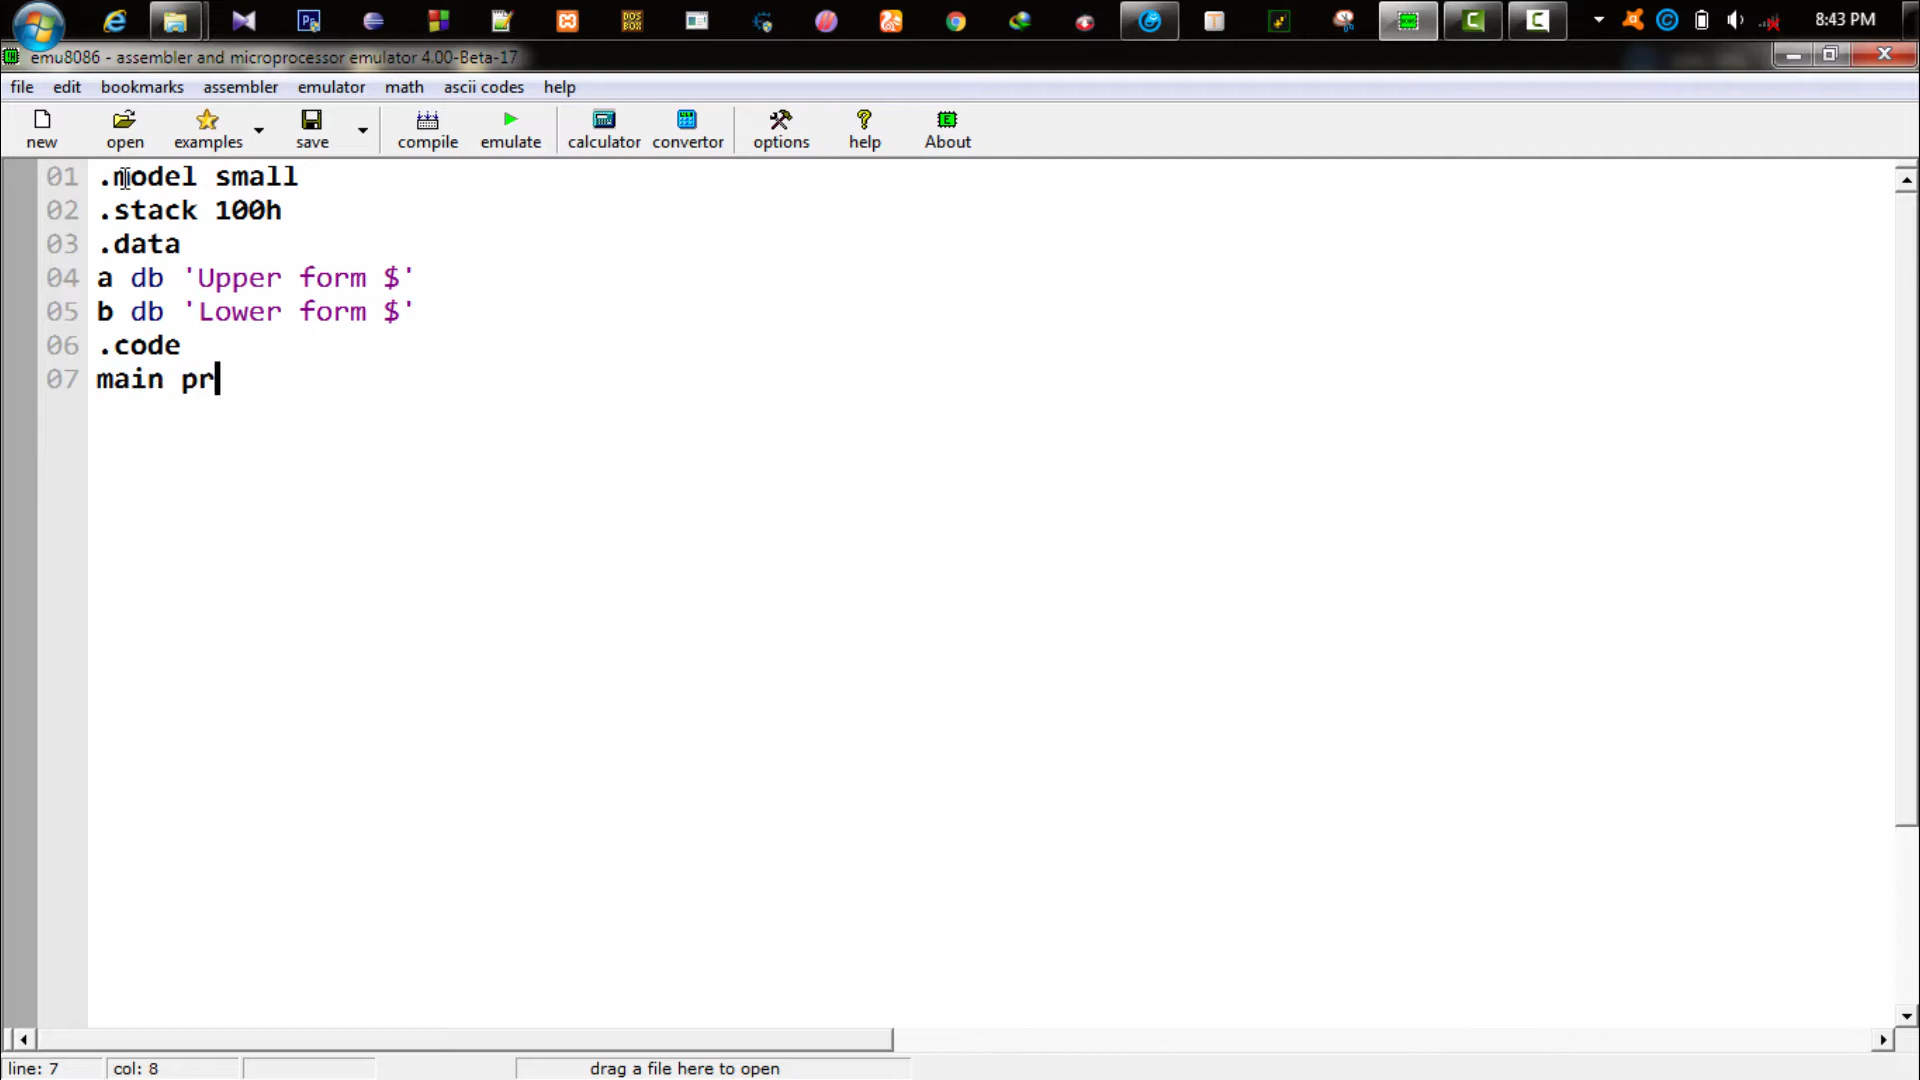 Ps
DOS
BOX
T
C
C
8:43 PM
emu8086 - assembler and microprocessor emulator 4.00-Beta-17
file edit bookmarks assembler emulator math ascii codes help
new open examples save compile emulate calculator convertor options help About
01 .model small
02 .stack 100h
03 .data
04 a db 'Upper form $'
05 b db 'Lower form $'
06 .code
07 main pr
line: 7 col: 8 drag a file here to open